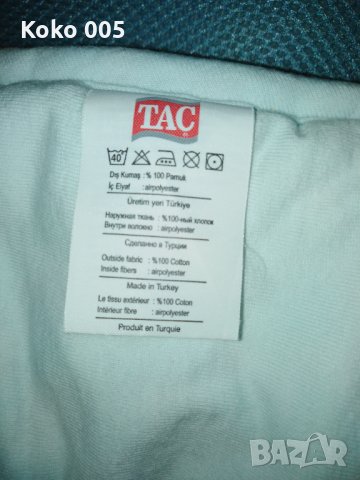 Koko 005
TAC
40
Dış Kumaş : % 100 Pamuk
İç Elyaf : airpolyester
Üretim yeri Türkiye
Наружная ткань : %100-ный хлопок
Внутри волокно : airpolyester
Сделанно в Турции
Outside fabric : %100 Cotton
Inside fibers : airpolyester
Made in Turkey
Le tissu extérieur : %100 Coton
Intérieur fibre : airpolyester
Produit en Turquie
BAZAR